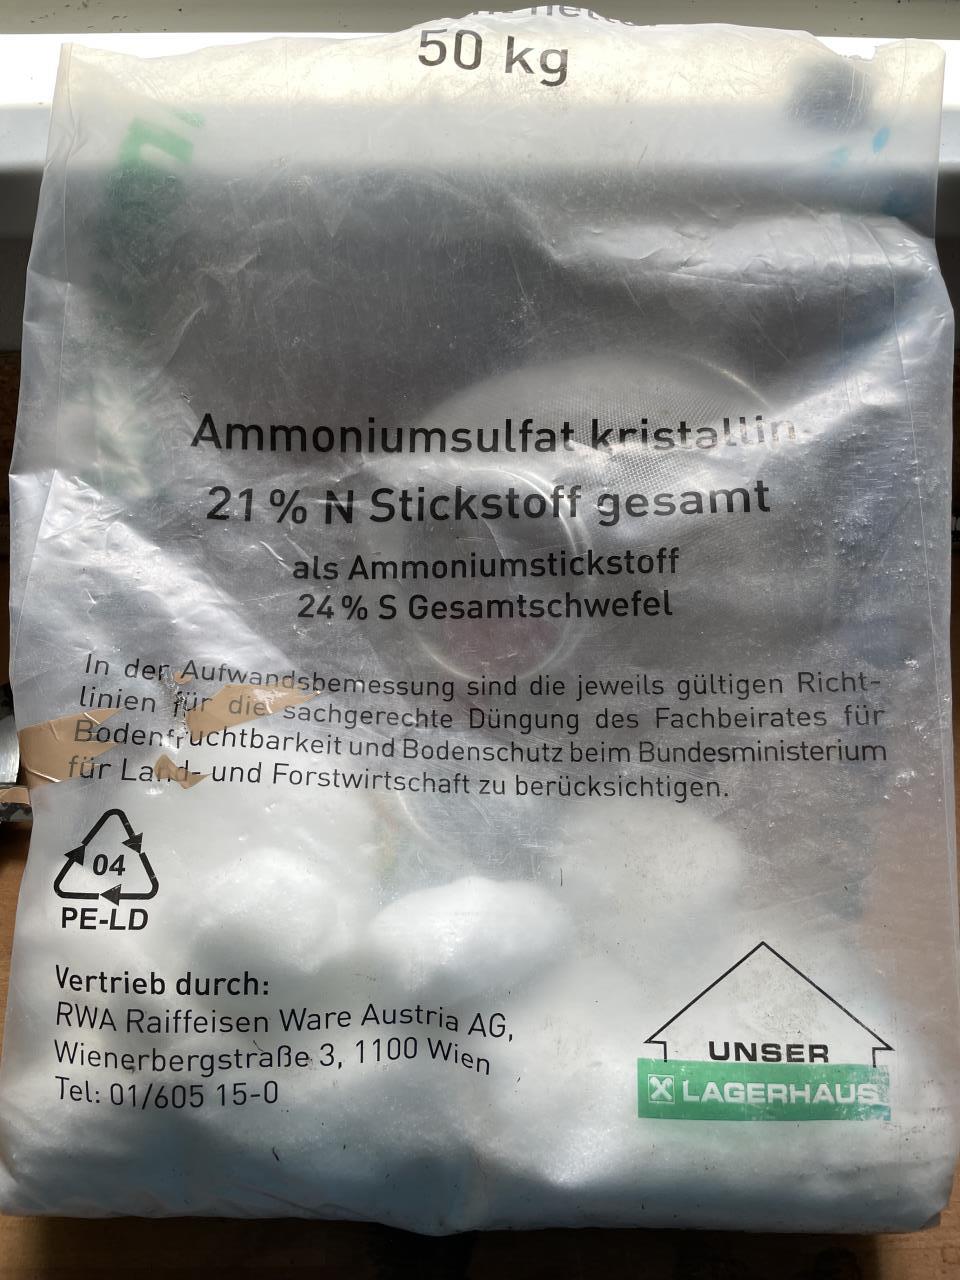 netto
50 kg
Ammoniumsulfat kristallin
21 % N Stickstoff gesamt
als Ammoniumstickstoff
24 % S Gesamtschwefel
In der Aufwandsbemessung sind die jeweils gültigen Richt-
linien für die sachgerechte Düngung des Fachbeirates für
Bodenfruchtbarkeit und Bodenschutz beim Bundesministerium
für Land- und Forstwirtschaft zu berücksichtigen.
04
PE-LD
Vertrieb durch:
RWA Raiffeisen Ware Austria AG,
Wienerbergstraße 3, 1100 Wien
Tel: 01/605 15-0
UNSER
LAGERHAUS